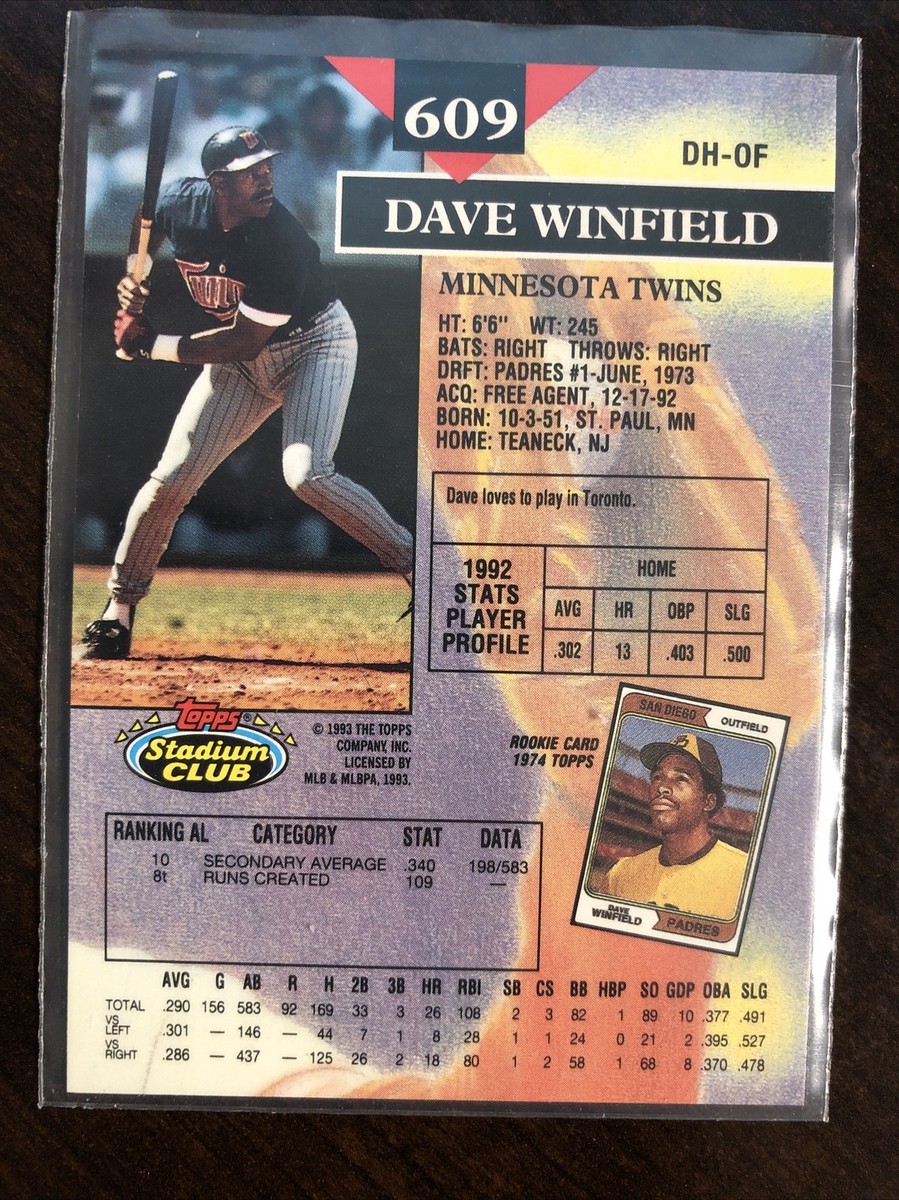 609
DH-OF
DAVE WINFIELD
MINNESOTA TWINS
HT: 6'6" WT: 245
BATS: RIGHT THROWS: RIGHT
DRFT: PADRES #1-JUNE, 1973
ACQ: FREE AGENT, 12-17-92
BORN: 10-3-51, ST. PAUL, MN
HOME: TEANECK, NJ
Twins
Dave loves to play in Toronto.
1992 STATS PLAYER PROFILE
HOME
AVG HR OBP SLG
.302 13 .403 .500
Topps®
Stadium
CLUB
© 1993 THE TOPPS
COMPANY, INC.
LICENSED BY
MLB & MLBPA, 1993.
ROOKIE CARD
1974 TOPPS
SAN DIEGO
OUTFIELD
DAVE
WINFIELD
PADRES
RANKING AL CATEGORY STAT DATA
10 SECONDARY AVERAGE .340 198/583
8t RUNS CREATED 109 —
AVG G AB R H 2B 3B HR RBI SB CS BB HBP SO GDP OBA SLG
TOTAL .290 156 583 92 169 33 3 26 108 2 3 82 1 89 10 .377 .491
VS
LEFT .301 — 146 — 44 7 1 8 28 1 1 24 0 21 2 .395 .527
VS
RIGHT .286 — 437 — 125 26 2 18 80 1 2 58 1 68 8 .370 .478